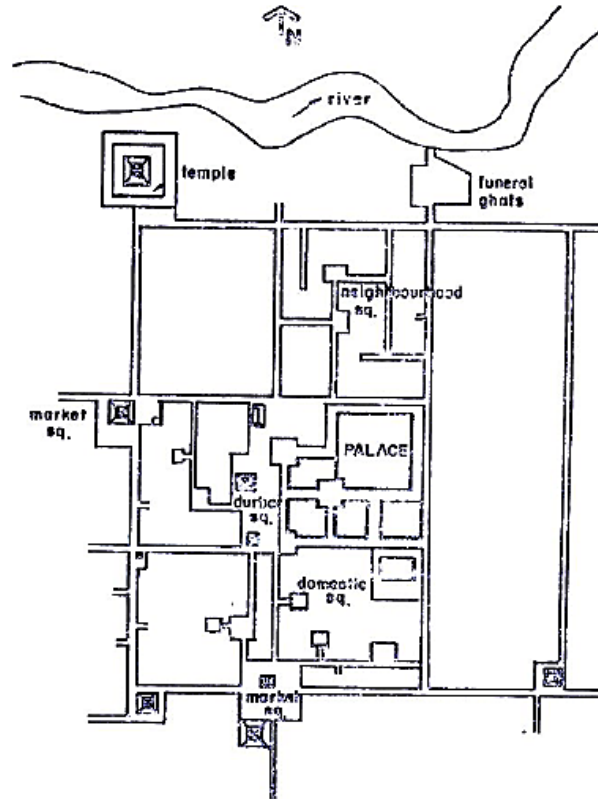 N
river
temple
funeral
ghats
neighbourhood
sq.
market
sq.
PALACE
durbar
sq.
domestic
sq.
market
sq.